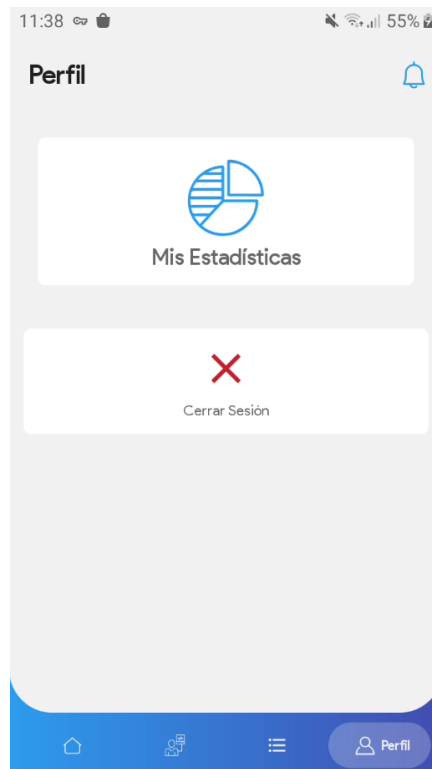 11:38
55%
Perfil
Mis Estadísticas
Cerrar Sesión
Perfil